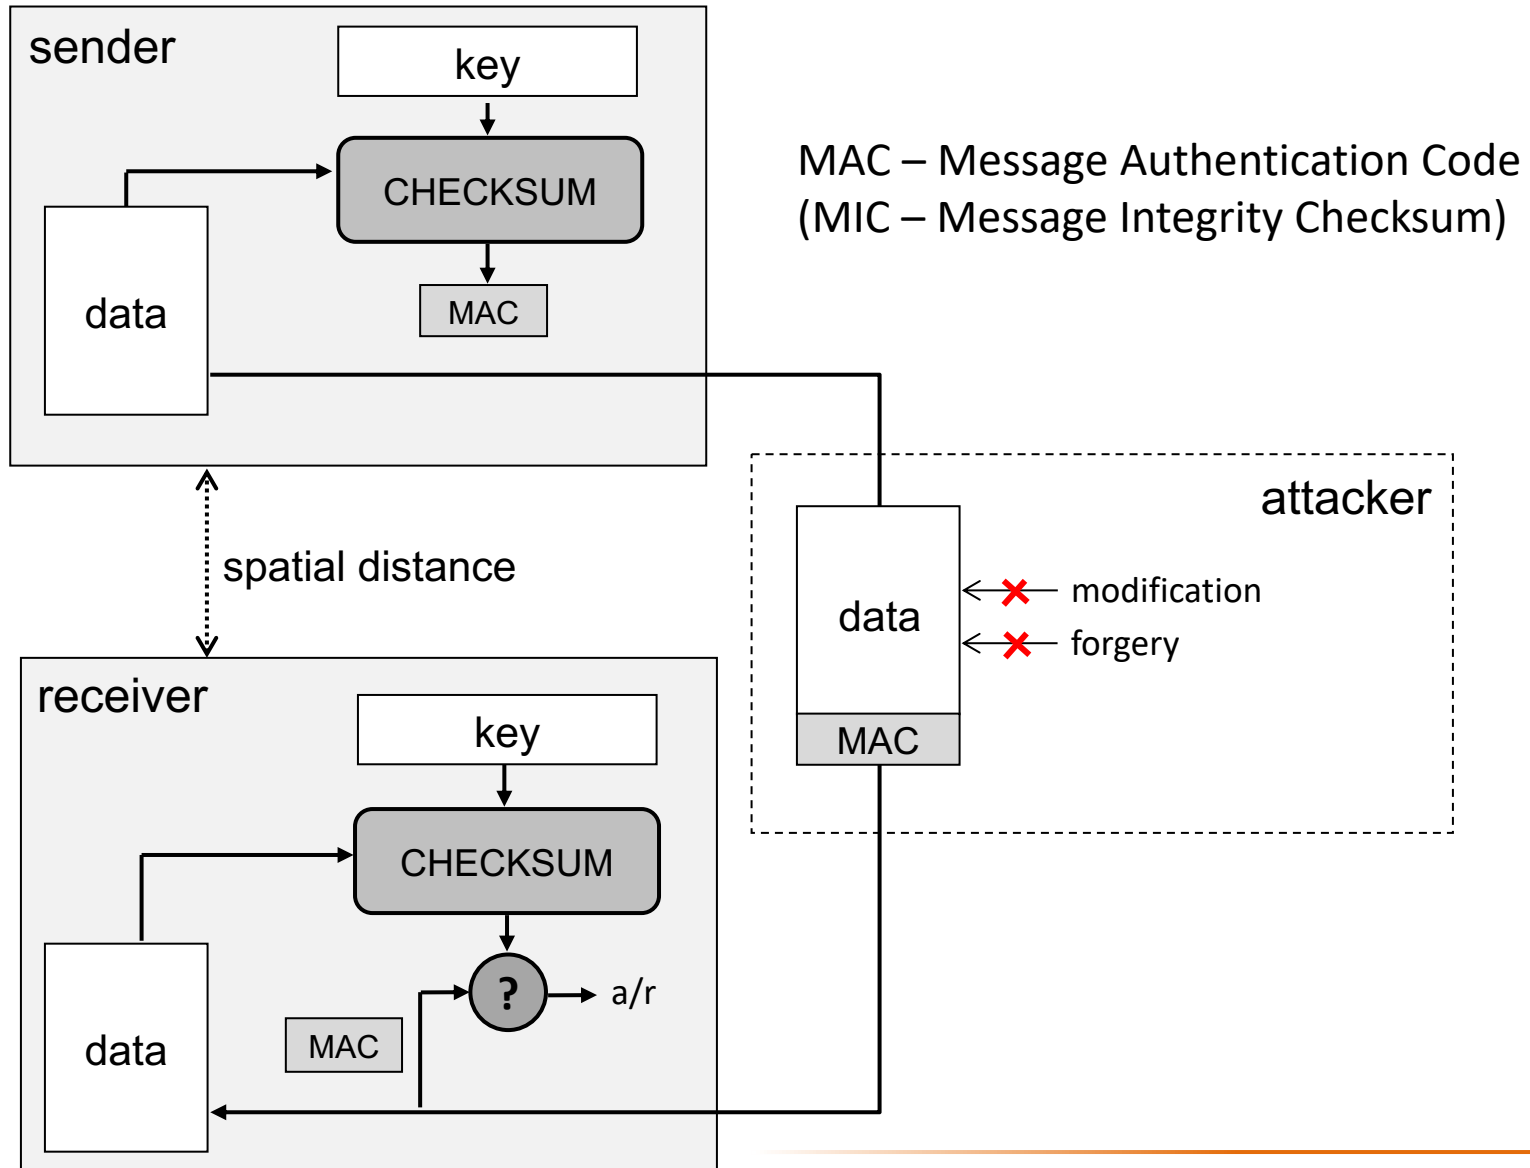 sender
key
CHECKSUM
MAC
data
MAC – Message Authentication Code
(MIC – Message Integrity Checksum)
spatial distance
attacker
data
modification
forgery
MAC
receiver
key
CHECKSUM
?
a/r
MAC
data